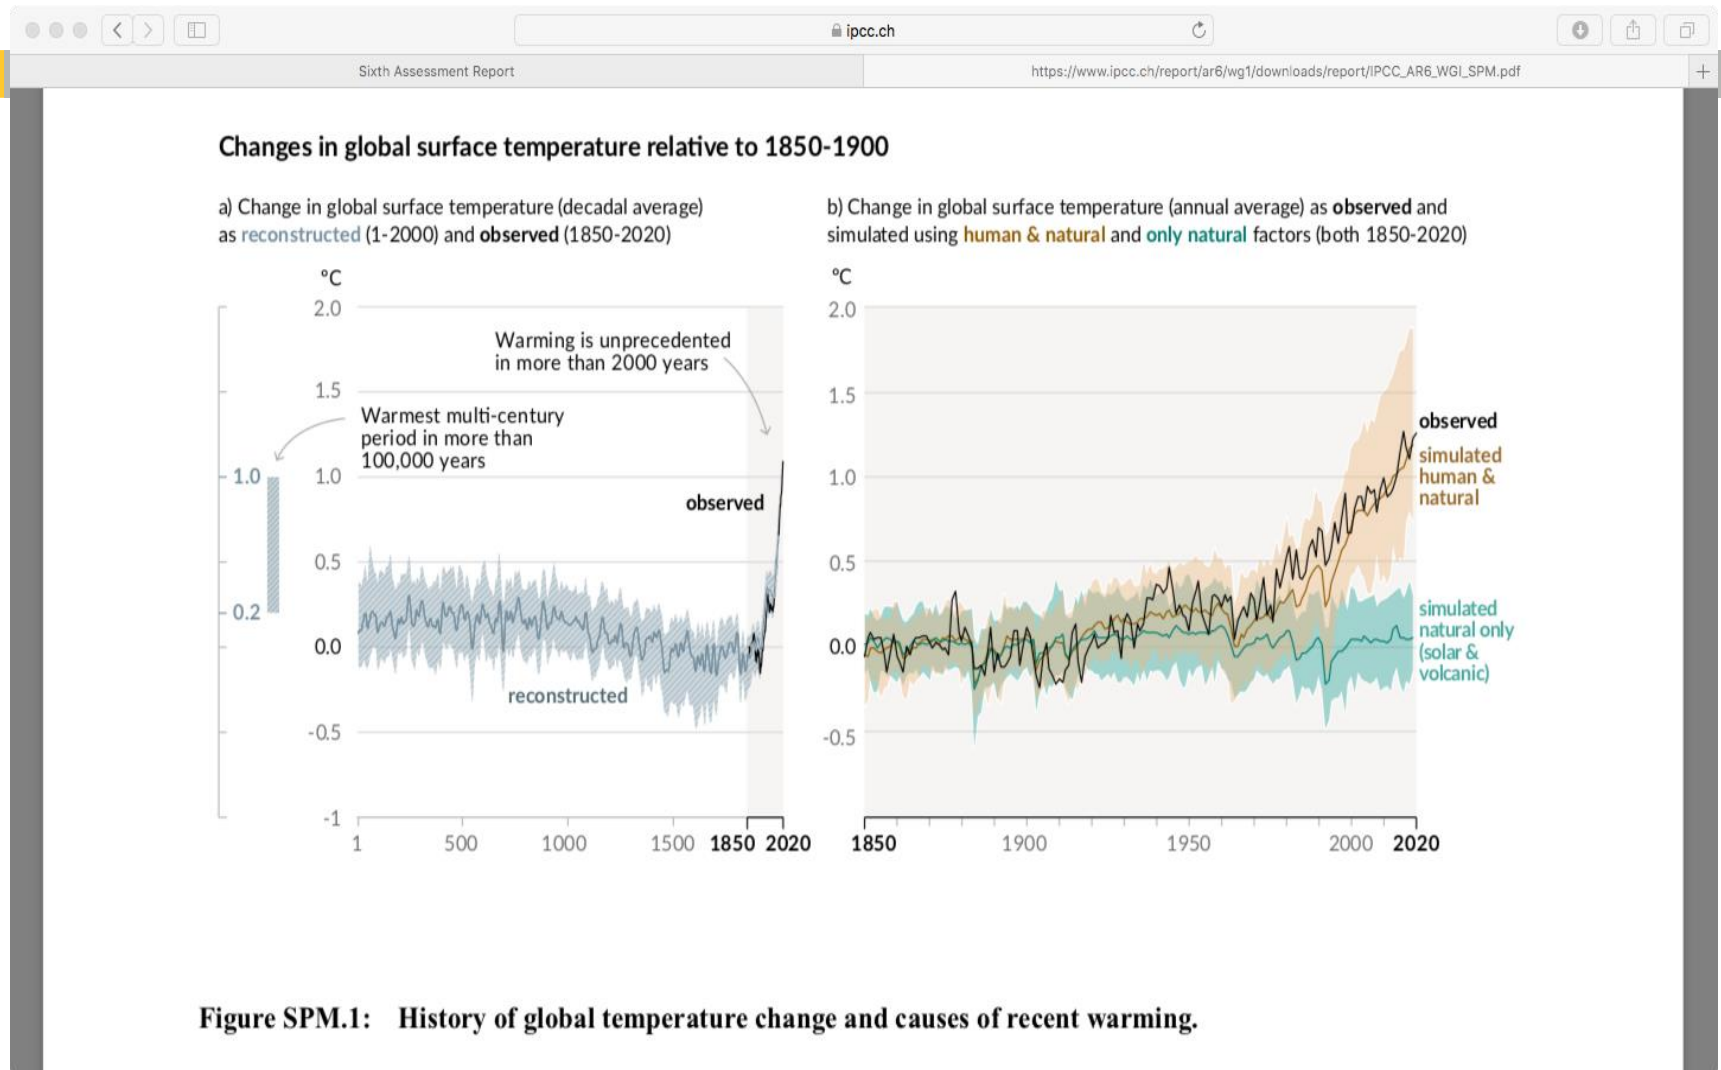 ipcc.ch
Sixth Assessment Report
https://www.ipcc.ch/report/ar6/wg1/downloads/report/IPCC_AR6_WGI_SPM.pdf
Changes in global surface temperature relative to 1850-1900
a) Change in global surface temperature (decadal average)
as reconstructed (1-2000) and observed (1850-2020)
°C
2.0
1.5
1.0
0.5
0.0
-0.5
-1
1.0
0.2
Warming is unprecedented
in more than 2000 years
Warmest multi-century
period in more than
100,000 years
observed
reconstructed
1 500 1000 1500 1850 2020
b) Change in global surface temperature (annual average) as observed and
simulated using human & natural and only natural factors (both 1850-2020)
°C
2.0
1.5
1.0
0.5
0.0
-0.5
observed
simulated
human &
natural
simulated
natural only
(solar &
volcanic)
1850 1900 1950 2000 2020
Figure SPM.1: History of global temperature change and causes of recent warming.